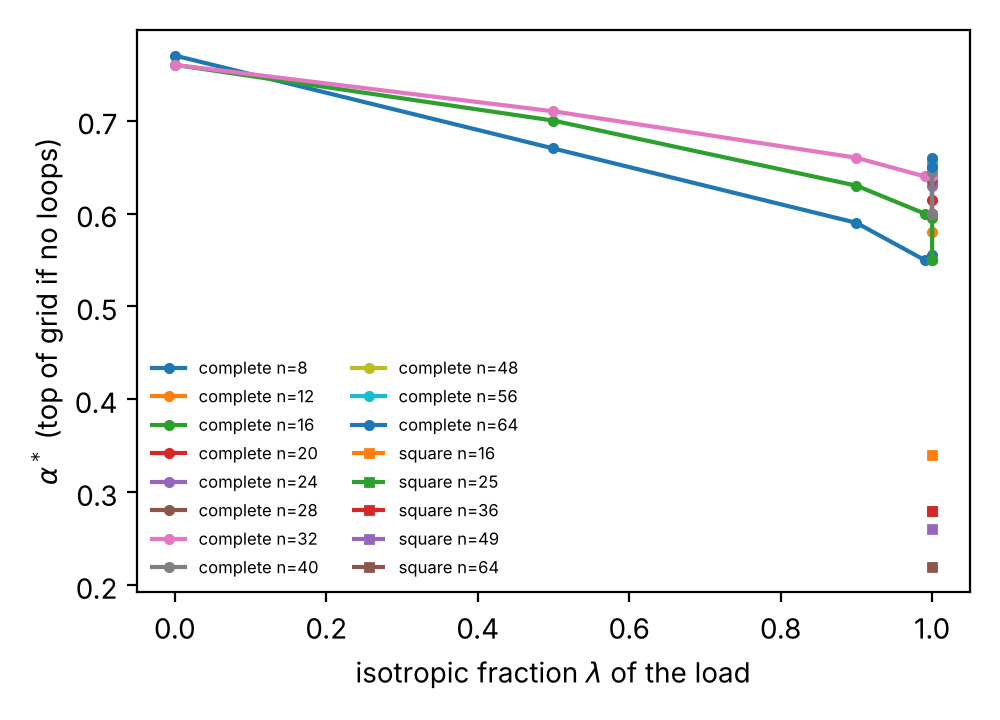 0.7
0.6
0.5
0.4
0.3
0.2
α* (top of grid if no loops)
complete n=8
complete n=12
complete n=16
complete n=20
complete n=24
complete n=28
complete n=32
complete n=40
complete n=48
complete n=56
complete n=64
square n=16
square n=25
square n=36
square n=49
square n=64
0.0 0.2 0.4 0.6 0.8 1.0
isotropic fraction λ of the load